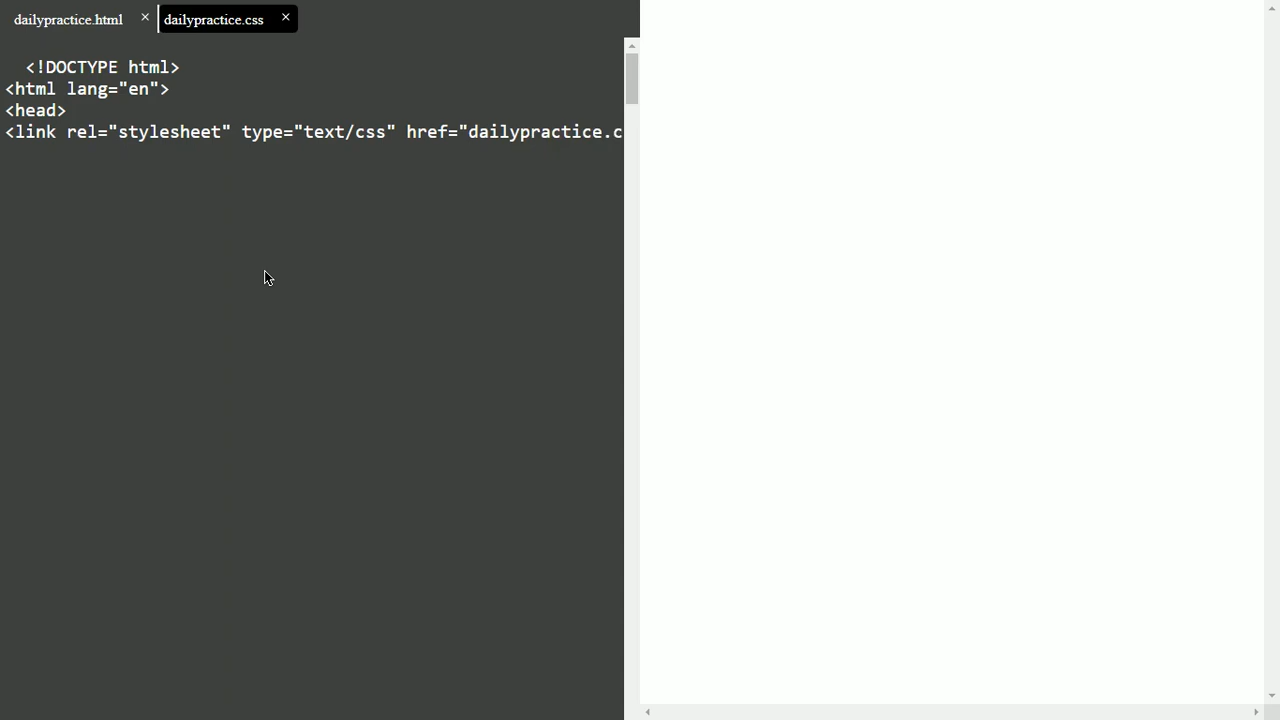 dailypractice.html × dailypractice.css ×
<!DOCTYPE html>
<html lang="en">
<head>
<link rel="stylesheet" type="text/css" href="dailypractice.c